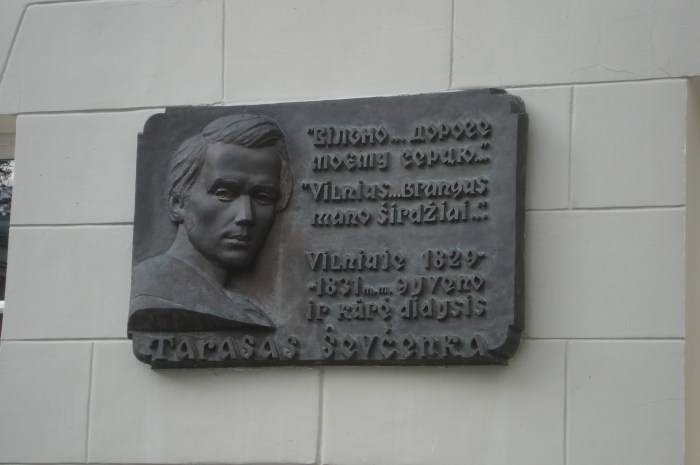 "Вільно... дороге
моєму серцю..."
"Vilnius... brangus
mano širdžiai..."
Vilniuje 1829-
-1831 m.m. gyveno
ir kūrė didysis
Tarasas Ševčenka